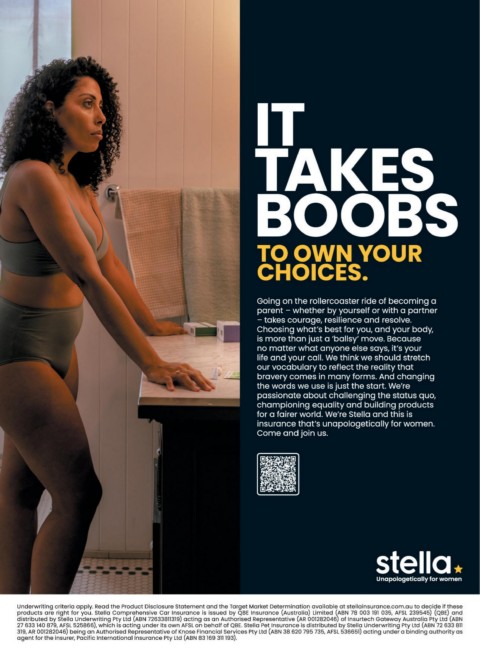 IT
TAKES
BOOBS
TO OWN YOUR
CHOICES.
Going on the rollercoaster ride of becoming a
parent – whether by yourself or with a partner
– takes courage, resilience and resolve.
Choosing what's best for you, and your body,
is more than just a 'ballsy' move. Because
no matter what anyone else says, it's your
life and your call. We think we should stretch
our vocabulary to reflect the reality that
bravery comes in many forms. And changing
the words we use is just the start. We're
passionate about challenging the status quo,
championing equality and building products
for a fairer world. We're Stella and this is
insurance that's unapologetically for women.
Come and join us.
stella
Unapologetically for women
Underwriting criteria apply. Read the Product Disclosure Statement and the Target Market Determination available at stellainsurance.com.au to decide if these
products are right for you. Stella Comprehensive Car Insurance is issued by QBE Insurance (Australia) Limited (ABN 78 003 191 035, AFSL 239545) (QBE) and
distributed by Stella Underwriting Pty Ltd (ABN 72633811319) acting as an Authorised Representative (AR 001282046) of Insurtech Gateway Australia Pty Ltd (ABN
27 633 140 879, AFSL 525866), which is acting under its own AFSL on behalf of QBE. Stella Pet Insurance is distributed by Stella Underwriting Pty Ltd (ABN 72 633 811
319, AR 001282046) being an Authorised Representative of Knose Financial Services Pty Ltd (ABN 38 620 795 735, AFSL 536651) acting under a binding authority as
agent for the insurer, Pacific International Insurance Pty Ltd (ABN 83 169 311 193).